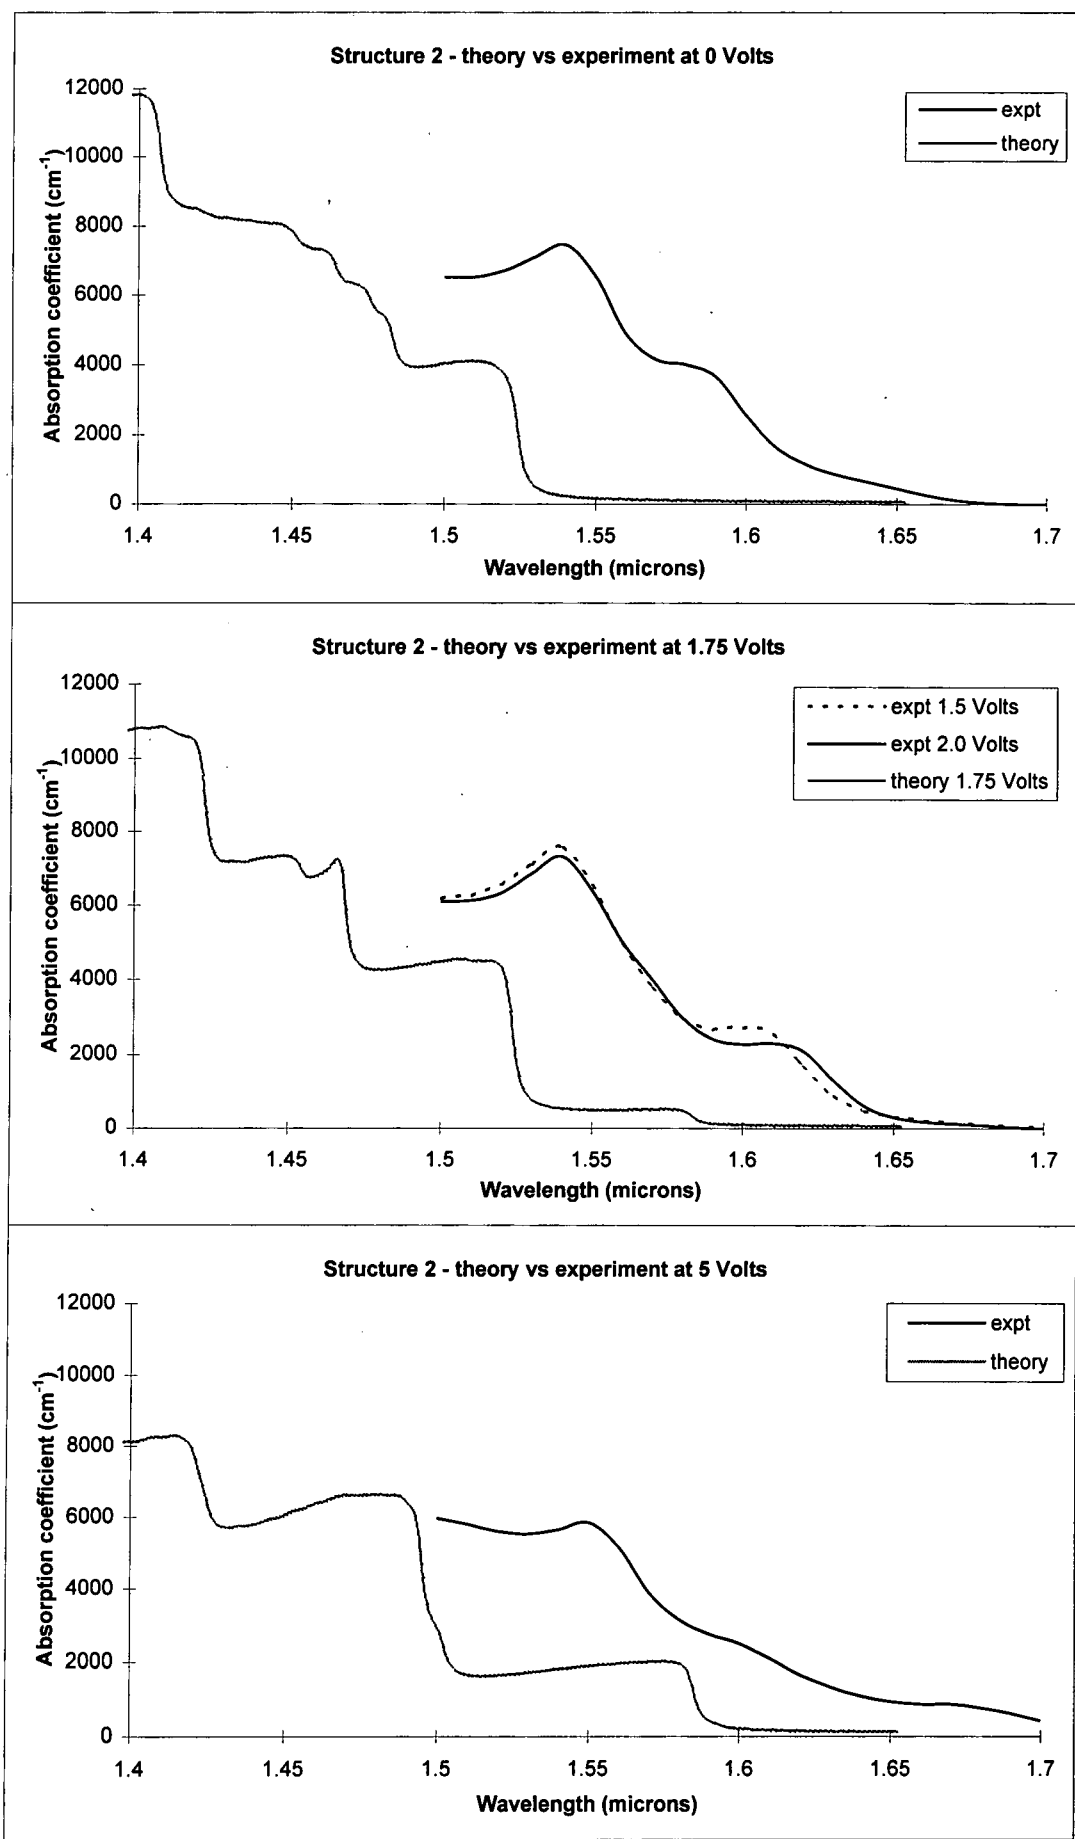 Structure 2 - theory vs experiment at 0 Volts
12000
10000
8000
6000
4000
2000
0
Absorption coefficient (cm-1)
expt
theory
1.4 1.45 1.5 1.55 1.6 1.65 1.7
Wavelength (microns)
Structure 2 - theory vs experiment at 1.75 Volts
12000
10000
8000
6000
4000
2000
0
Absorption coefficient (cm-1)
expt 1.5 Volts
expt 2.0 Volts
theory 1.75 Volts
1.4 1.45 1.5 1.55 1.6 1.65 1.7
Wavelength (microns)
Structure 2 - theory vs experiment at 5 Volts
12000
10000
8000
6000
4000
2000
0
Absorption coefficient (cm-1)
expt
theory
1.4 1.45 1.5 1.55 1.6 1.65 1.7
Wavelength (microns)